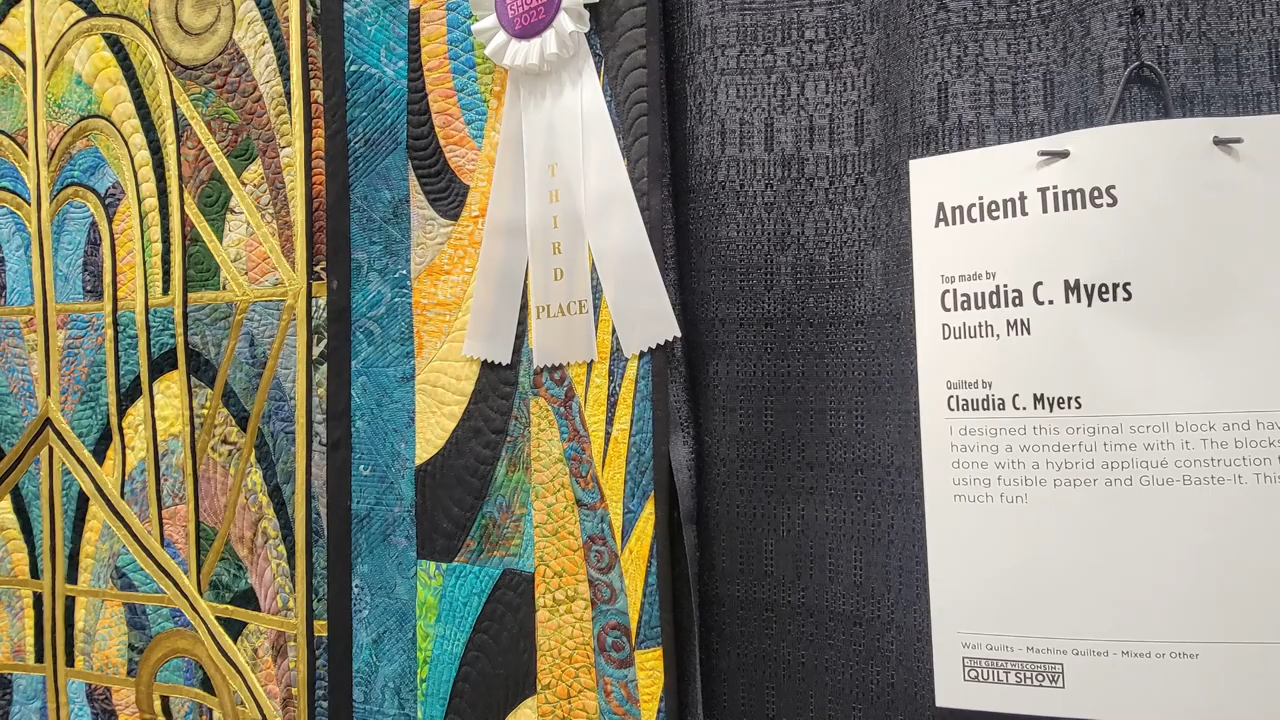 SHOW
2022
THIRD
PLACE
Ancient Times
Top made by
Claudia C. Myers
Duluth, MN
Quilted by
Claudia C. Myers
I designed this original scroll block and hav
having a wonderful time with it. The blocks
done with a hybrid appliqué construction
using fusible paper and Glue-Baste-It. This
much fun!
Wall Quilts – Machine Quilted – Mixed or Other
THE GREAT WISCONSIN
QUILT SHOW